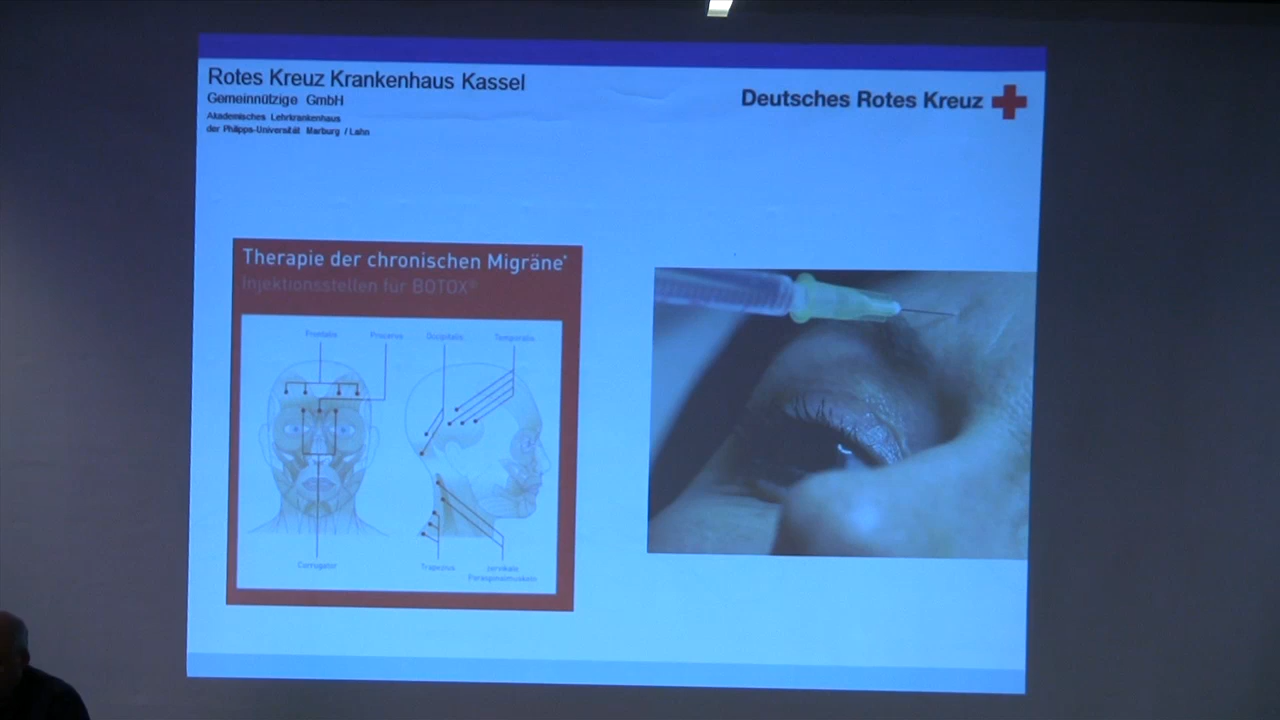 Rotes Kreuz Krankenhaus Kassel
Gemeinnützige GmbH
Akademisches Lehrkrankenhaus
der Philipps-Universität Marburg / Lahn
Deutsches Rotes Kreuz
Therapie der chronischen Migräne*
Injektionsstellen für BOTOX®
Frontalis Procerus Occipitalis Temporalis
Corrugator Trapezius zervikale
Paraspinalmuskeln